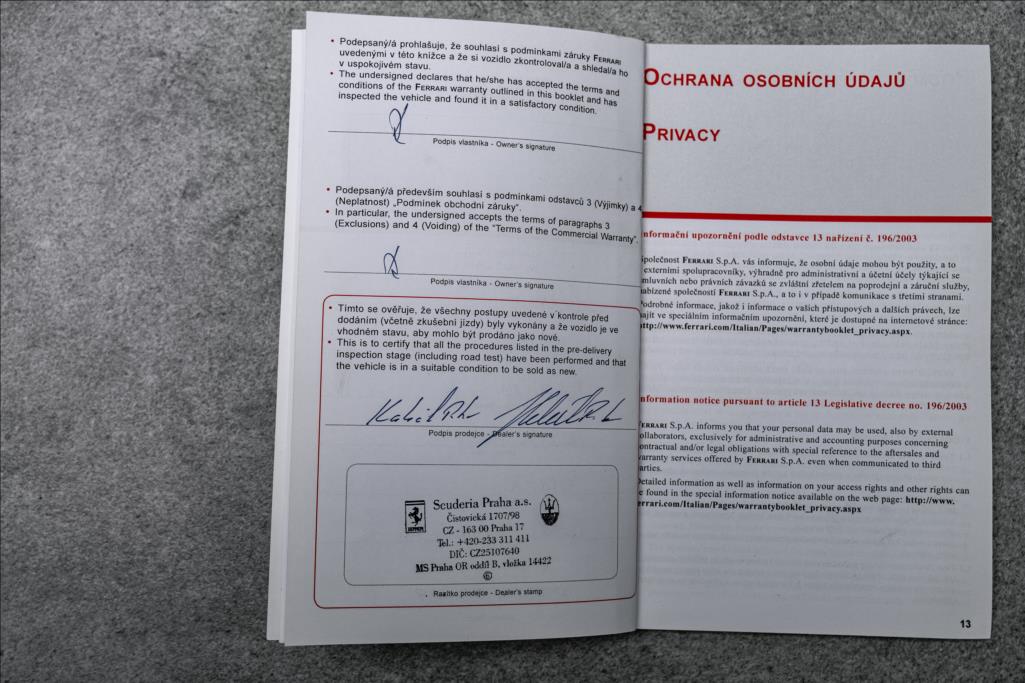 • Podepsaný/á prohlašuje, že souhlasí s podmínkami záruky FERRARI
uvedenými v této knížce a že si vozidlo zkontroloval/a a shledal/a ho
v uspokojivém stavu.
• The undersigned declares that he/she has accepted the terms and
conditions of the FERRARI warranty outlined in this booklet and has
inspected the vehicle and found it in a satisfactory condition.
Podpis vlastníka - Owner's signature
• Podepsaný/á především souhlasí s podmínkami odstavců 3 (Výjimky) a 4
(Neplatnost) „Podmínek obchodní záruky".
• In particular, the undersigned accepts the terms of paragraphs 3
(Exclusions) and 4 (Voiding) of the "Terms of the Commercial Warranty".
Podpis vlastníka - Owner's signature
• Tímto se ověřuje, že všechny postupy uvedené v kontrole před
dodáním (včetně zkušební jízdy) byly vykonány a že vozidlo je ve
vhodném stavu, aby mohlo být prodáno jako nové.
• This is to certify that all the procedures listed in the pre-delivery
inspection stage (including road test) have been performed and that
the vehicle is in a suitable condition to be sold as new.
Podpis prodejce - Dealer's signature
Scuderia Praha a.s.
Čistovická 1707/98
CZ - 163 00 Praha 17
Tel.: +420-233 311 411
DIČ: CZ25107640
MS Praha OR oddíl B, vložka 14422
6
Razítko prodejce - Dealer's stamp
OCHRANA OSOBNÍCH ÚDAJŮ
PRIVACY
nformační upozornění podle odstavce 13 nařízení č. 196/2003
polečnost FERRARI S.p.A. vás informuje, že osobní údaje mohou být použity, a to
externími spolupracovníky, výhradně pro administrativní a účetní účely týkající se
mluvních nebo právních závazků se zvláštní zřetelem na poprodejní a záruční služby,
abízené společností FERRARI S.p.A., a to i v případě komunikace s třetími stranami.
odrobné informace, jakož i informace o vašich přístupových a dalších právech, lze
ajít ve speciálním informačním upozornění, které je dostupné na internetové stránce:
http://www.ferrari.com/Italian/Pages/warrantybooklet_privacy.aspx.
nformation notice pursuant to article 13 Legislative decree no. 196/2003
ERRARI S.p.A. informs you that your personal data may be used, also by external
ollaborators, exclusively for administrative and accounting purposes concerning
ontractual and/or legal obligations with special reference to the aftersales and
arranty services offered by FERRARI S.p.A. even when communicated to third
arties.
etailed information as well as information on your access rights and other rights can
e found in the special information notice available on the web page: http://www.
errari.com/Italian/Pages/warrantybooklet_privacy.aspx
13